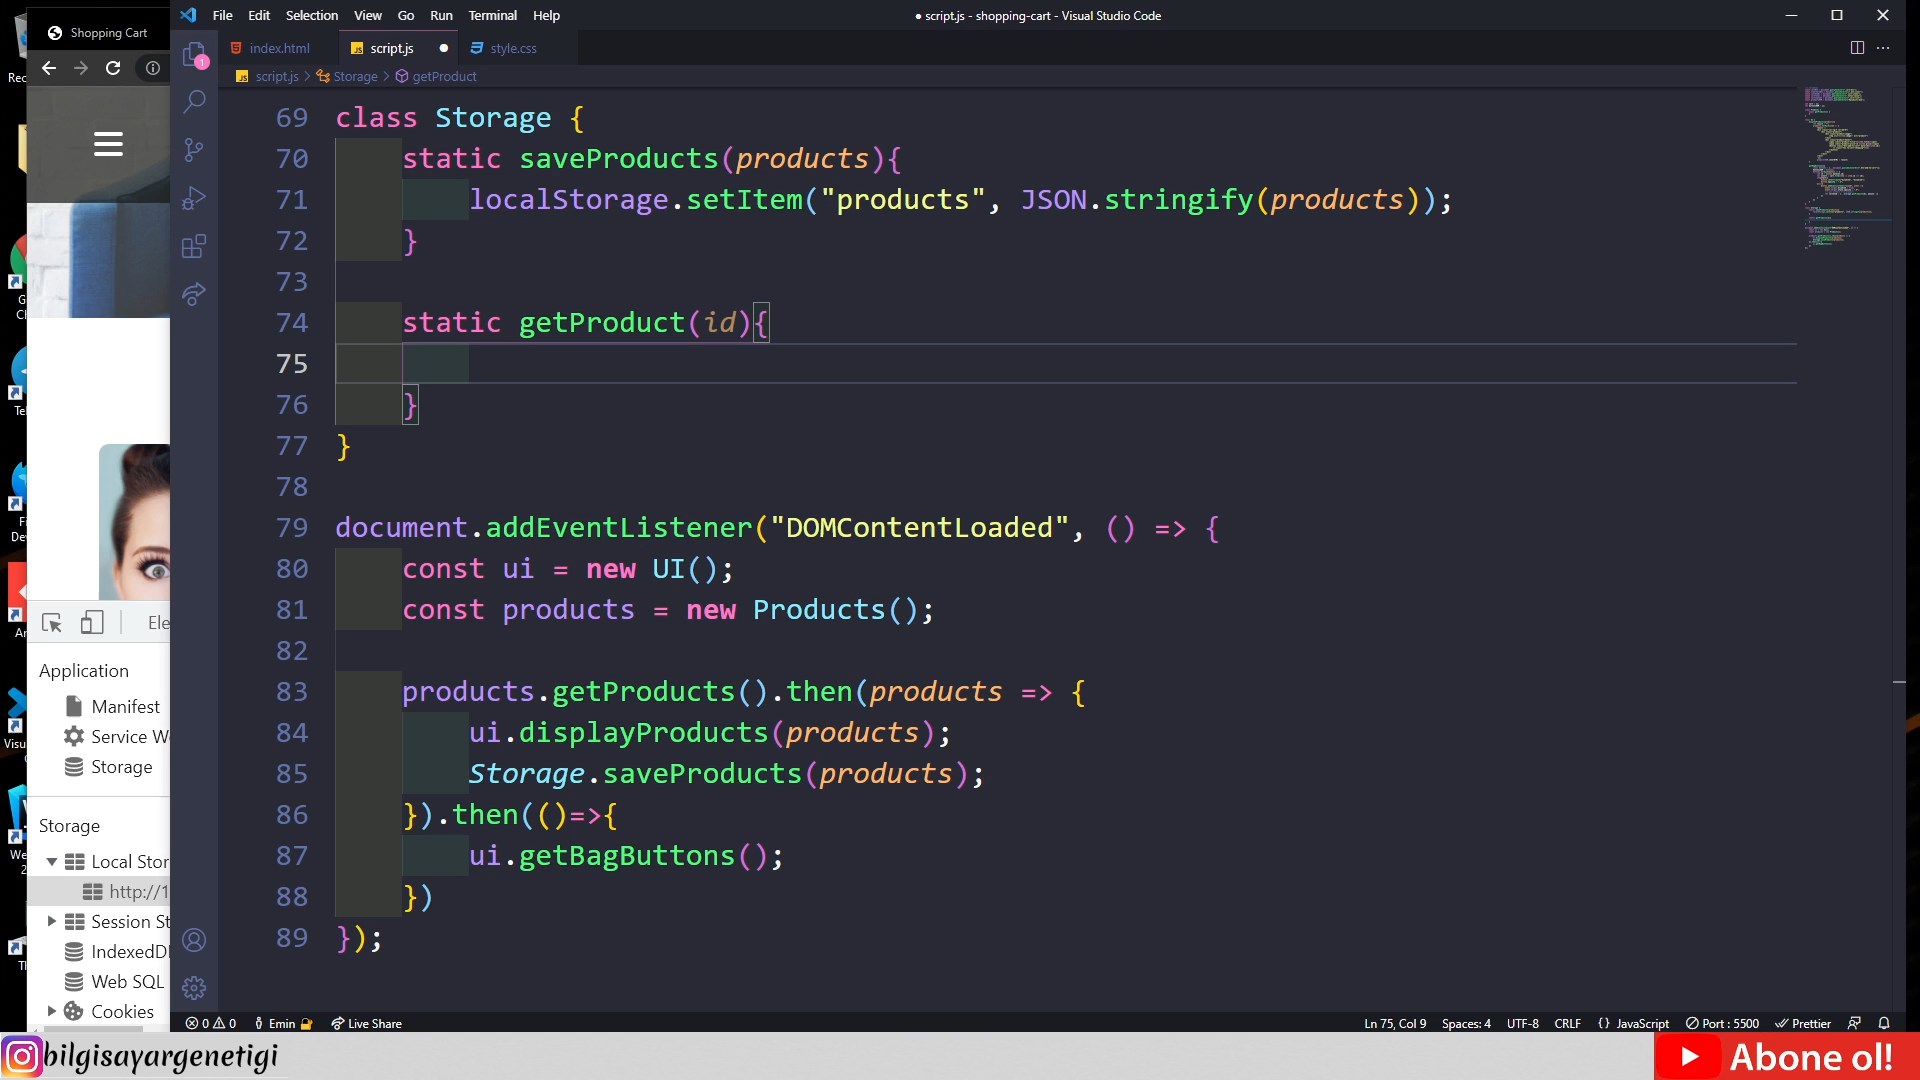 File Edit Selection View Go Run Terminal Help
● script.js - shopping-cart - Visual Studio Code
Shopping Cart
index.html script.js style.css
script.js > Storage > getProduct
1
69 class Storage {
70 static saveProducts(products){
71 localStorage.setItem("products", JSON.stringify(products));
72 }
73
74 static getProduct(id){
75
76 }
77 }
78
79 document.addEventListener("DOMContentLoaded", () => {
80 const ui = new UI();
81 const products = new Products();
82
83 products.getProducts().then(products => {
84 ui.displayProducts(products);
85 Storage.saveProducts(products);
86 }).then(()=>{
87 ui.getBagButtons();
88 })
89 });
Ele
Application
Manifest
Service W
Storage
Storage
Local Stor
http://1
Session St
IndexedD
Web SQL
Cookies
0 0 Emin Live Share
Ln 75, Col 9 Spaces: 4 UTF-8 CRLF {} JavaScript Port : 5500 Prettier
bilgisayargenetigi
Abone ol!